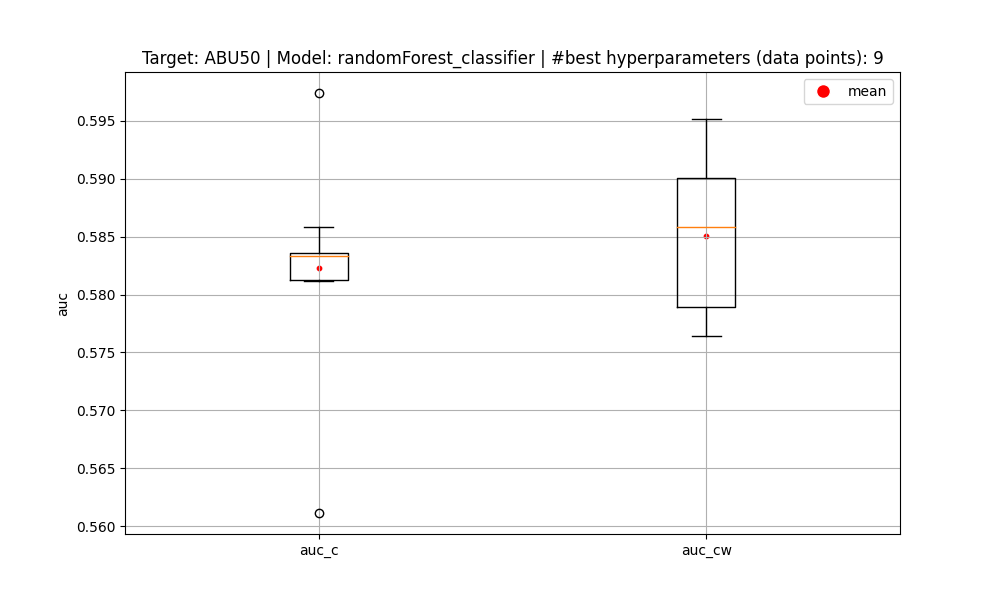 Target: ABU50 | Model: randomForest_classifier | #best hyperparameters (data points): 9
mean
0.595
0.590
0.585
0.580
0.575
0.570
0.565
0.560
auc
auc_c
auc_cw